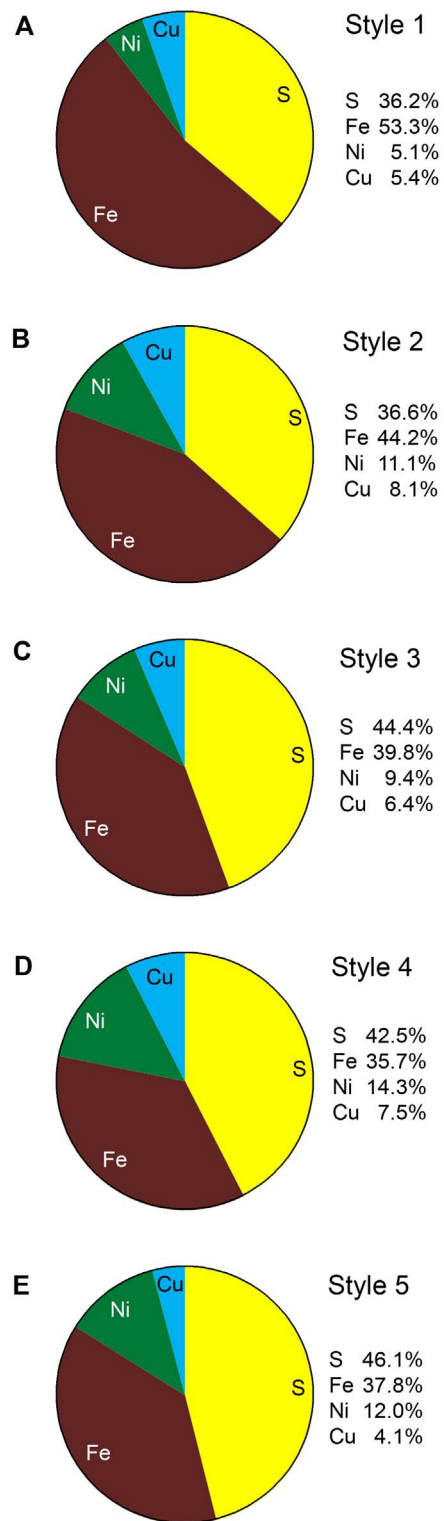 A
Style 1
Ni
Cu
S
Fe
S 36.2%
Fe 53.3%
Ni 5.1%
Cu 5.4%
B
Style 2
Ni
Cu
S
Fe
S 36.6%
Fe 44.2%
Ni 11.1%
Cu 8.1%
C
Style 3
Ni
Cu
S
Fe
S 44.4%
Fe 39.8%
Ni 9.4%
Cu 6.4%
D
Style 4
Ni
Cu
S
Fe
S 42.5%
Fe 35.7%
Ni 14.3%
Cu 7.5%
E
Style 5
Ni
Cu
S
Fe
S 46.1%
Fe 37.8%
Ni 12.0%
Cu 4.1%